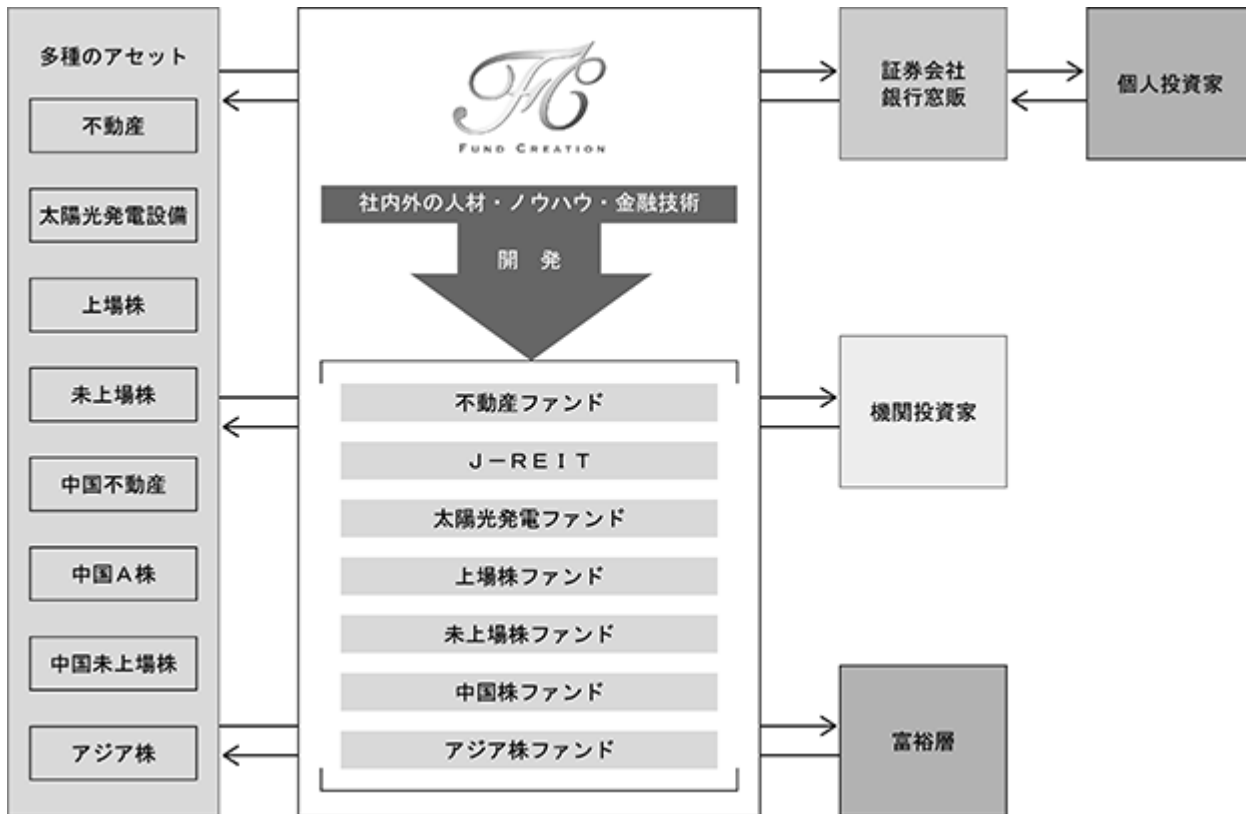 多種のアセット
不動産
太陽光発電設備
上場株
未上場株
中国不動産
中国Ａ株
中国未上場株
アジア株
FC
FUND CREATION
社内外の人材・ノウハウ・金融技術
開 発
不動産ファンド
Ｊ－ＲＥＩＴ
太陽光発電ファンド
上場株ファンド
未上場株ファンド
中国株ファンド
アジア株ファンド
証券会社
銀行窓販
個人投資家
機関投資家
富裕層